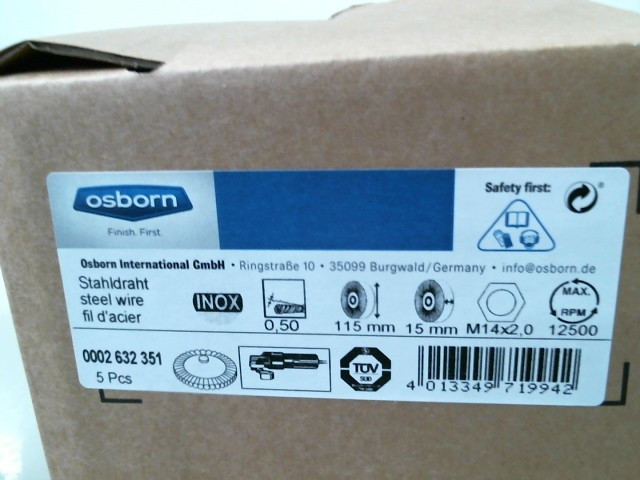 osborn
Finish. First.
Safety first:
Osborn International GmbH • Ringstraße 10 • 35099 Burgwald/Germany • info@osborn.de
Stahldraht
steel wire
fil d'acier
INOX
0,50
115 mm
15 mm
M14x2,0
MAX.
RPM
12500
0002 632 351
5 Pcs
TÜV
4 013349 719942